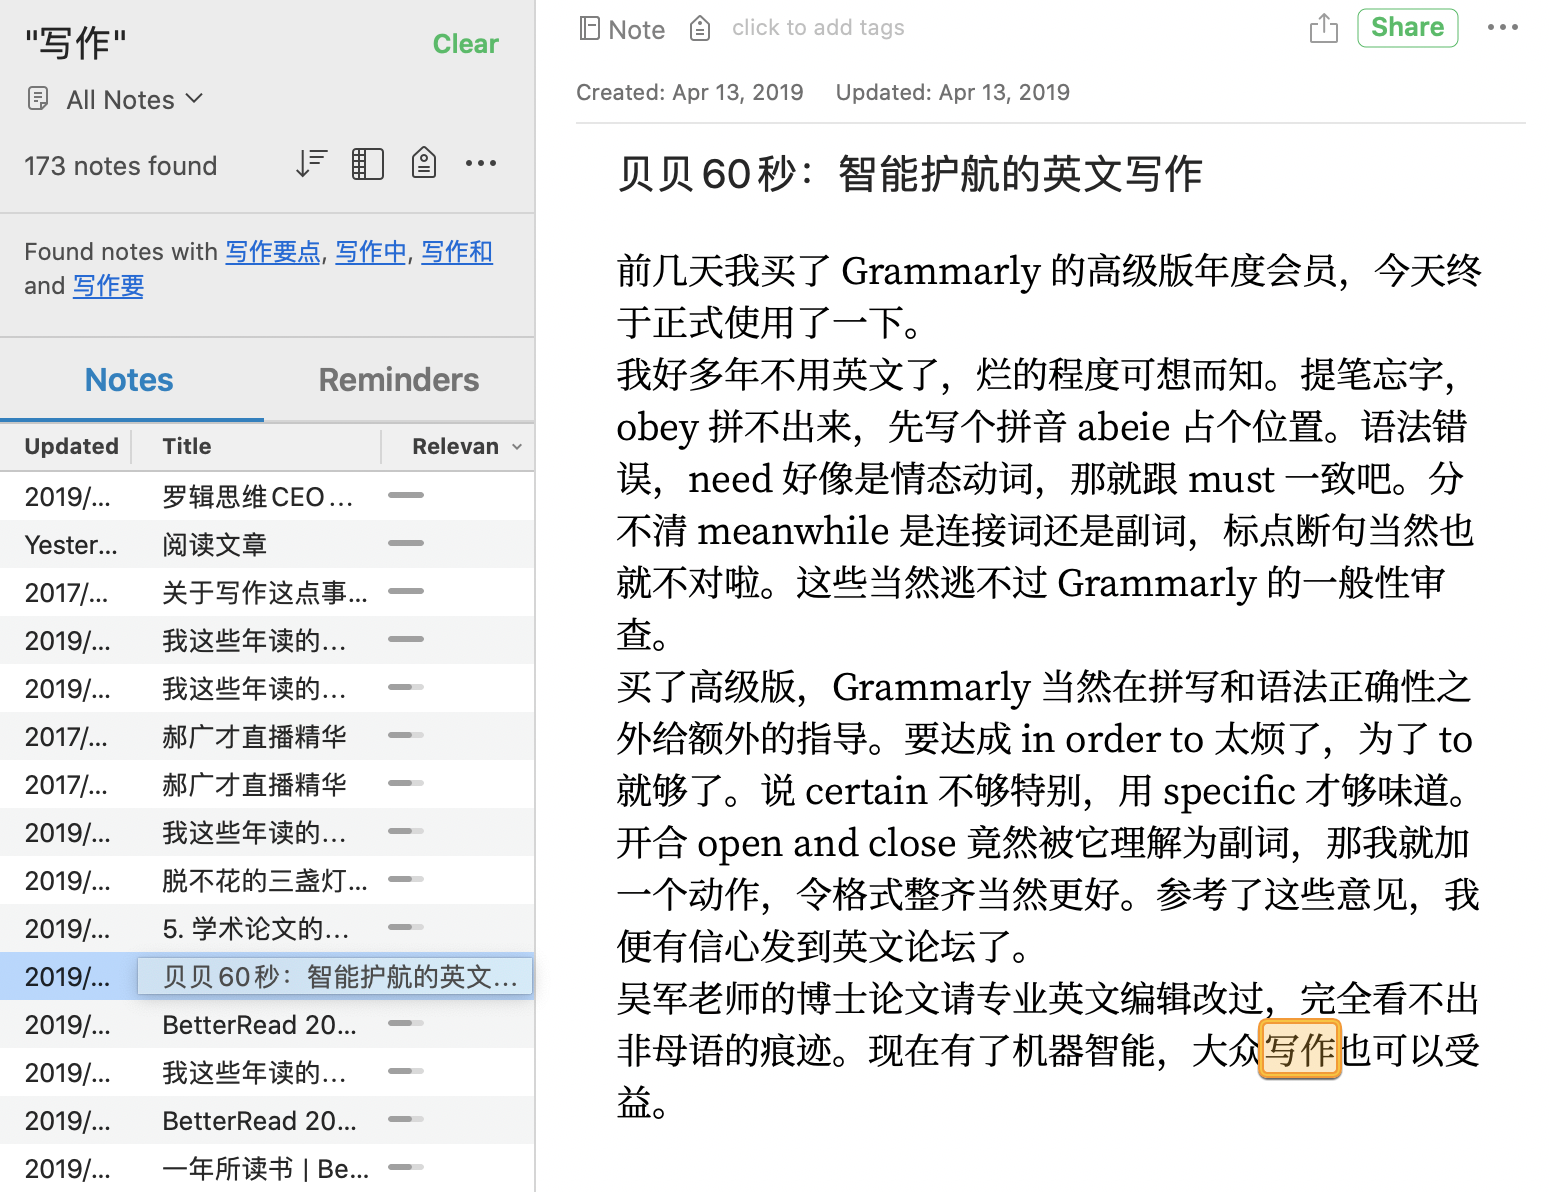 "写作"
Clear
All Notes
173 notes found
Found notes with 写作要点, 写作中, 写作和
and 写作要
Notes Reminders
Updated Title Relevan
2019/... 罗辑思维CEO...
Yester... 阅读文章
2017/... 关于写作这点事...
2019/... 我这些年读的...
2019/... 我这些年读的...
2017/... 郝广才直播精华
2017/... 郝广才直播精华
2019/... 我这些年读的...
2019/... 脱不花的三盏灯...
2019/... 5. 学术论文的...
2019/... 贝贝60秒：智能护航的英文...
2019/... BetterRead 20...
2019/... 我这些年读的...
2019/... BetterRead 20...
2019/... 一年所读书 | Be...
Note click to add tags
Share
Created: Apr 13, 2019 Updated: Apr 13, 2019
贝贝60秒：智能护航的英文写作
前几天我买了 Grammarly 的高级版年度会员，今天终
于正式使用了一下。
我好多年不用英文了，烂的程度可想而知。提笔忘字，
obey 拼不出来，先写个拼音 abeie 占个位置。语法错
误，need 好像是情态动词，那就跟 must 一致吧。分
不清 meanwhile 是连接词还是副词，标点断句当然也
就不对啦。这些当然逃不过 Grammarly 的一般性审
查。
买了高级版，Grammarly 当然在拼写和语法正确性之
外给额外的指导。要达成 in order to 太烦了，为了 to
就够了。说 certain 不够特别，用 specific 才够味道。
开合 open and close 竟然被它理解为副词，那我就加
一个动作，令格式整齐当然更好。参考了这些意见，我
便有信心发到英文论坛了。
吴军老师的博士论文请专业英文编辑改过，完全看不出
非母语的痕迹。现在有了机器智能，大众写作也可以受
益。